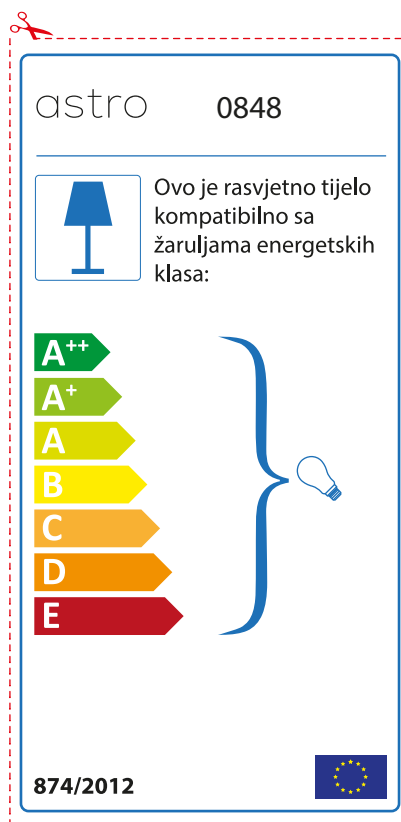 astro 0848
Ovo je rasvjetno tijelo
kompatibilno sa
žaruljama energetskih
klasa:
A++
A+
A
B
C
D
E
874/2012